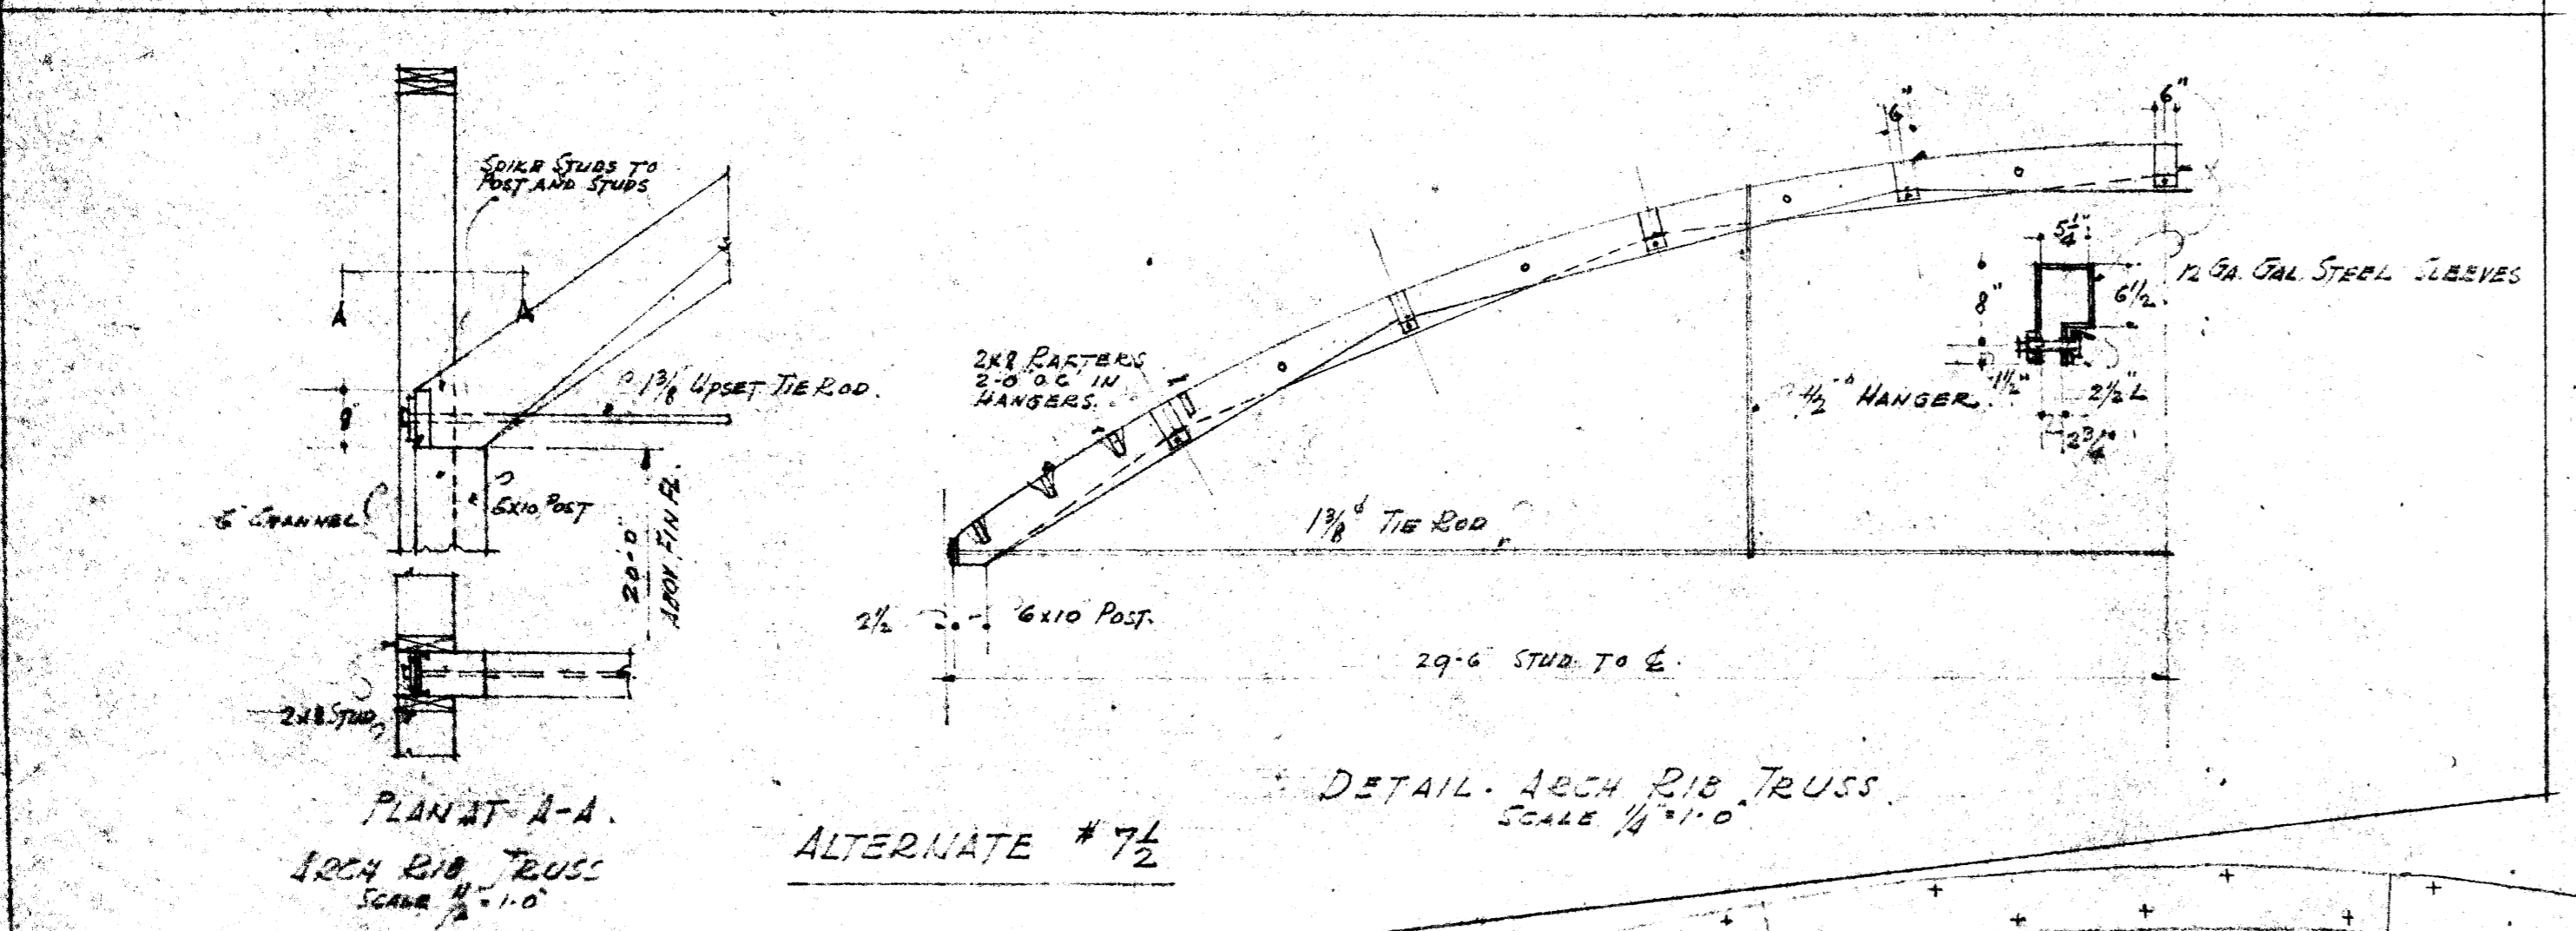 SPIKE STUDS TO
POST AND STUDS
A
A
1 3/8 UPSET TIE ROD.
8"
6" CHANNEL
6X10 POST
20'-0"
ABOV. FIN FL.
2X8 STUD
PLAN AT A-A.
ARCH RIB TRUSS
SCALE 1/2" = 1'-0"
ALTERNATE # 7 1/2
2X8 RAFTERS
2-0 O.C. IN
HANGERS.
6"
6"
5 1/4"
8"
6 1/2
12 GA. GAL. STEEL SLEEVES
1/2"ø HANGER
1 1/2"
2 1/2" L
2 3/4"
1 3/8"ø TIE ROD
2 1/2
6X10 POST.
29-6 STUD TO ℄.
DETAIL. ARCH RIB TRUSS.
SCALE 1/4" = 1'-0"